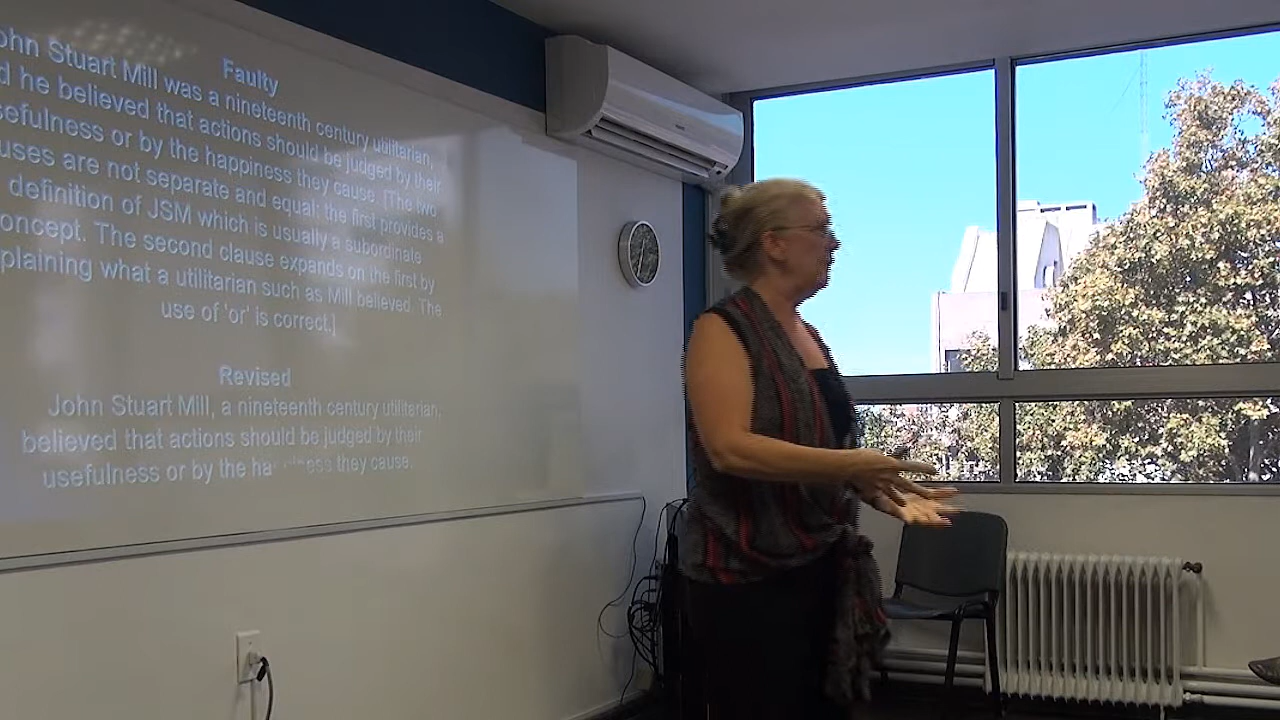 Faulty
ohn Stuart Mill was a nineteenth century utilitarian,
d he believed that actions should be judged by their
sefulness or by the happiness they cause. [The two
uses are not separate and equal: the first provides a
definition of JSM which is usually a subordinate
oncept. The second clause expands on the first by
plaining what a utilitarian such as Mill believed. The
use of 'or' is correct.]
Revised
John Stuart Mill, a nineteenth century utilitarian,
believed that actions should be judged by their
usefulness or by the they cause.